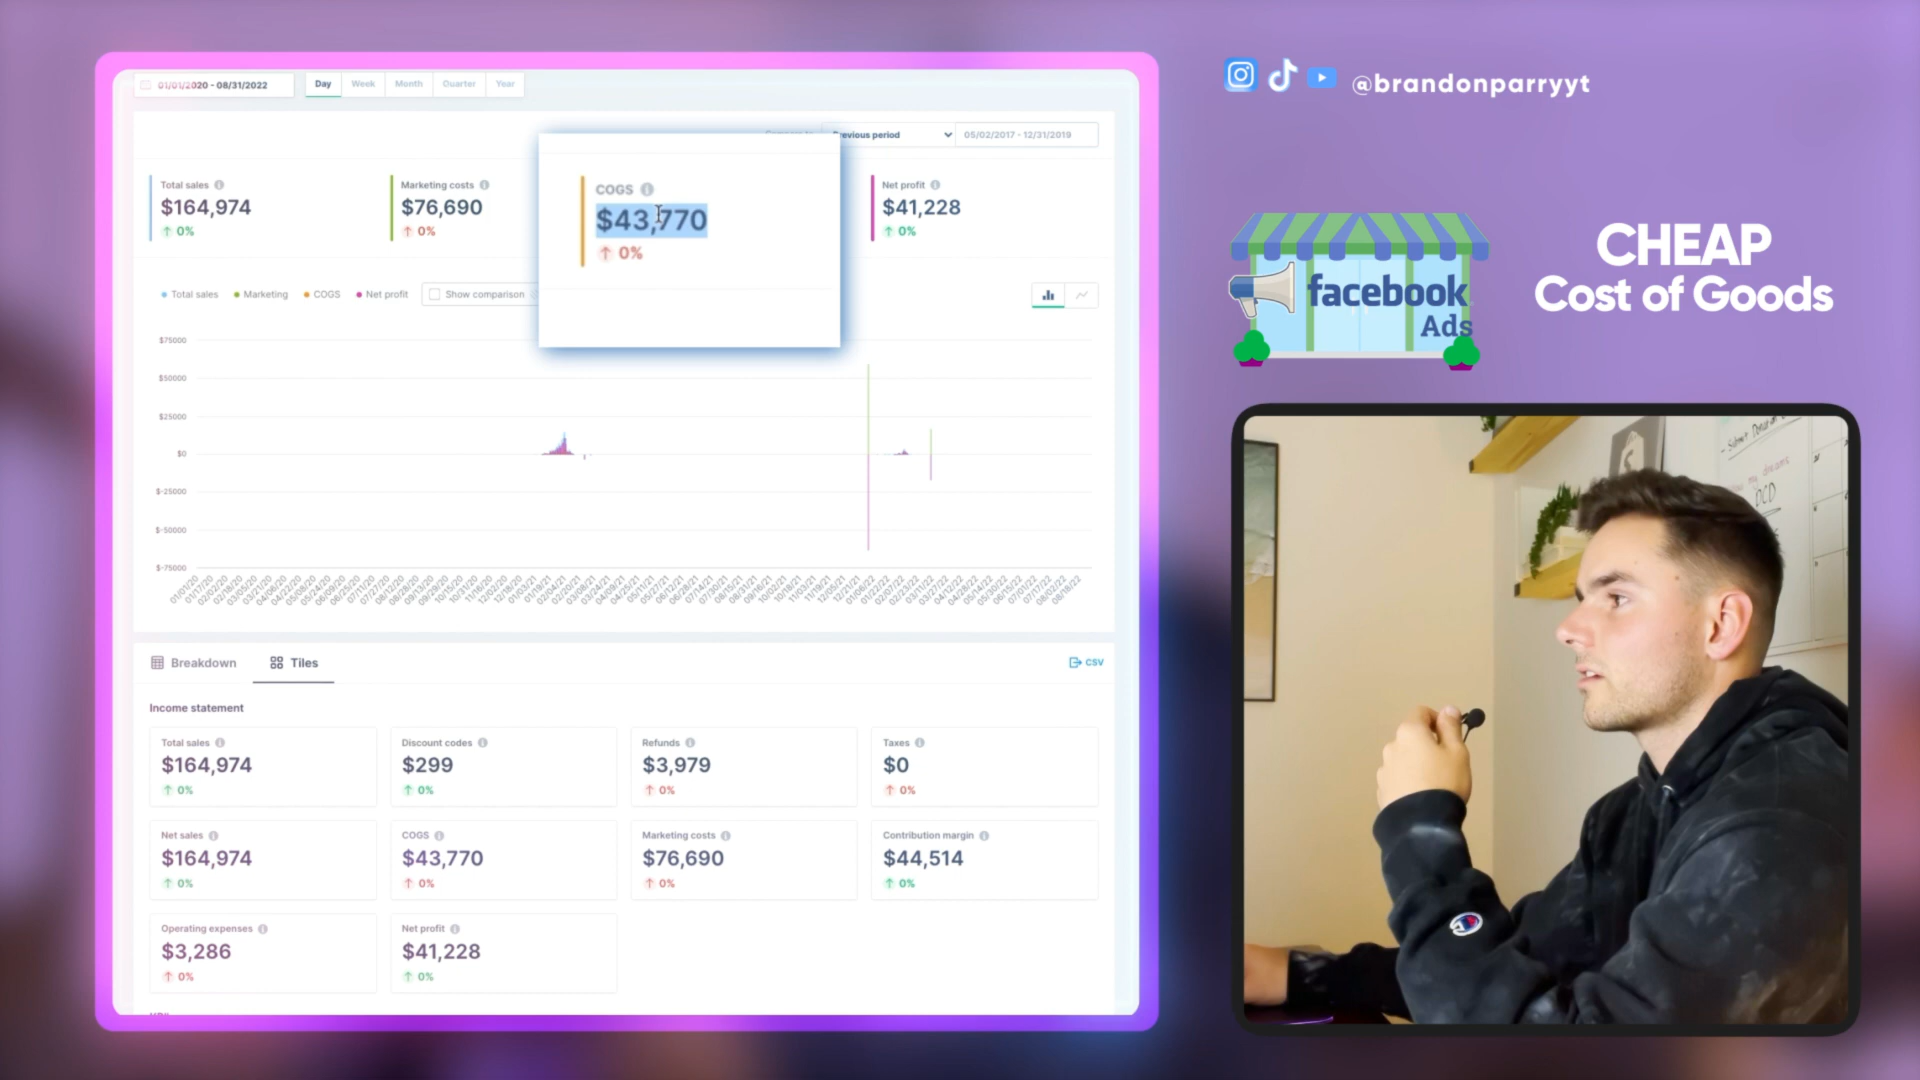 01/01/2020 - 08/31/2022
Day Week Month Quarter Year
Previous period
05/02/2017 - 12/31/2019
Total sales
$164,974
0%
Marketing costs
$76,690
0%
COGS
$43,770
0%
Net profit
$41,228
0%
Total sales Marketing COGS Net profit
Show comparison
$75000
$50000
$25000
$0
$-25000
$-50000
$-75000
Breakdown
Tiles
CSV
Income statement
Total sales
$164,974
0%
Discount codes
$299
0%
Refunds
$3,979
0%
Taxes
$0
0%
Net sales
$164,974
0%
COGS
$43,770
0%
Marketing costs
$76,690
0%
Contribution margin
$44,514
0%
Operating expenses
$3,286
0%
Net profit
$41,228
0%
@brandonparryyt
facebook
Ads
CHEAP
Cost of Goods
dreams
OCD